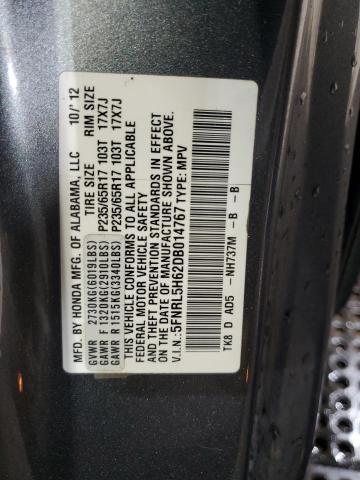 MFD. BY HONDA MFG. OF ALABAMA, LLC 10/'12
TIRE SIZE RIM SIZE
GVWR 2730KG(6019LBS)
GAWR F 1320KG(2910LBS) P235/65R17 103T 17X7J
GAWR R 1515KG(3340LBS) P235/65R17 103T 17X7J
THIS VEHICLE CONFORMS TO ALL APPLICABLE
FEDERAL MOTOR VEHICLE SAFETY
AND THEFT PREVENTION STANDARDS IN EFFECT
ON THE DATE OF MANUFACTURE SHOWN ABOVE.
V.I.N.:5FNRL5H62DB014767 TYPE: MPV
TK8 D AD5 -NH737M - B - B